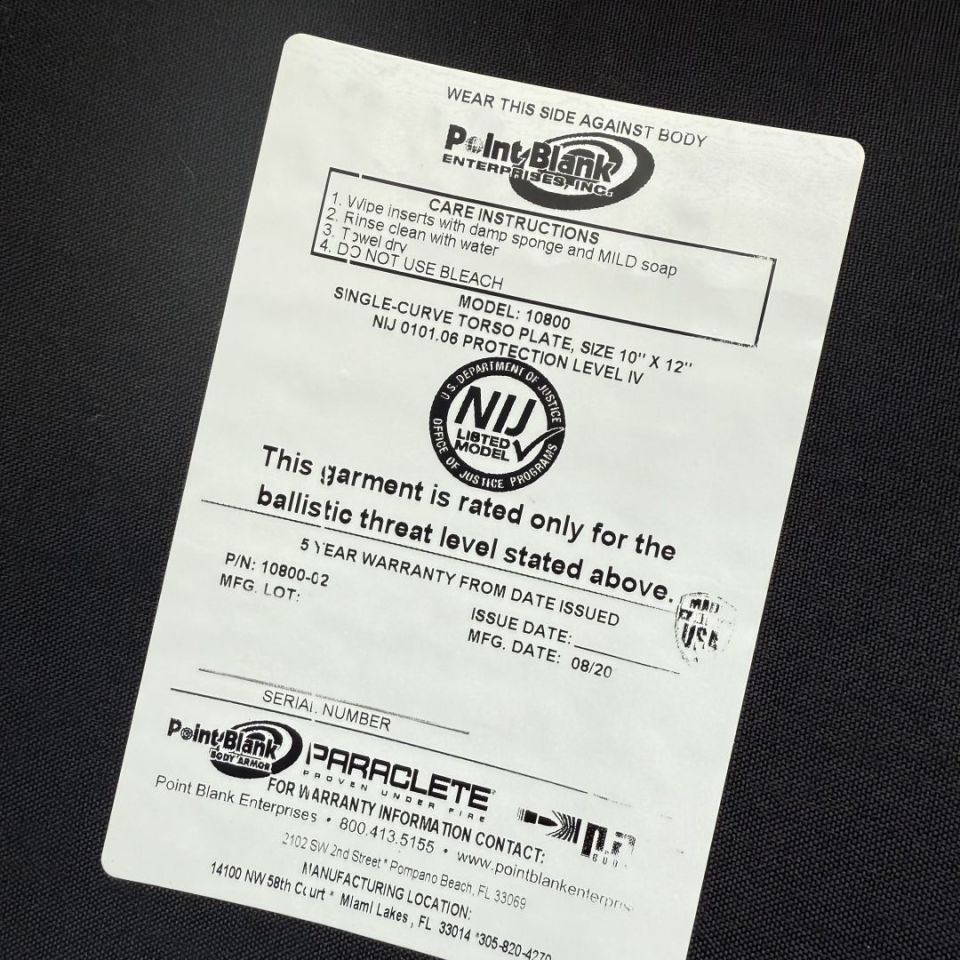 WEAR THIS SIDE AGAINST BODY
Point Blank
ENTERPRISES, INC.
CARE INSTRUCTIONS
1. Wipe inserts with damp sponge and MILD soap
2. Rinse clean with water
3. Towel dry
4. DO NOT USE BLEACH
MODEL: 10800
SINGLE-CURVE TORSO PLATE, SIZE 10" X 12"
NIJ 0101.06 PROTECTION LEVEL IV
U.S. DEPARTMENT OF JUSTICE
NIJ
LISTED
MODEL
OFFICE OF JUSTICE PROGRAMS
This garment is rated only for the
ballistic threat level stated above.
5 YEAR WARRANTY FROM DATE ISSUED
P/N: 10800-02
MFG. LOT:
ISSUE DATE:
MFG. DATE: 08/20
USA
SERIAL NUMBER
Point Blank
BODY ARMOR
PARACLETE
PROVEN UNDER FIRE
FOR WARRANTY INFORMATION CONTACT:
Point Blank Enterprises • 800.413.5155 • www.pointblankenterpris
2102 SW 2nd Street * Pompano Beach, FL 33069
MANUFACTURING LOCATION:
14100 NW 58th Court * Miami Lakes, FL 33014 *305-820-4270